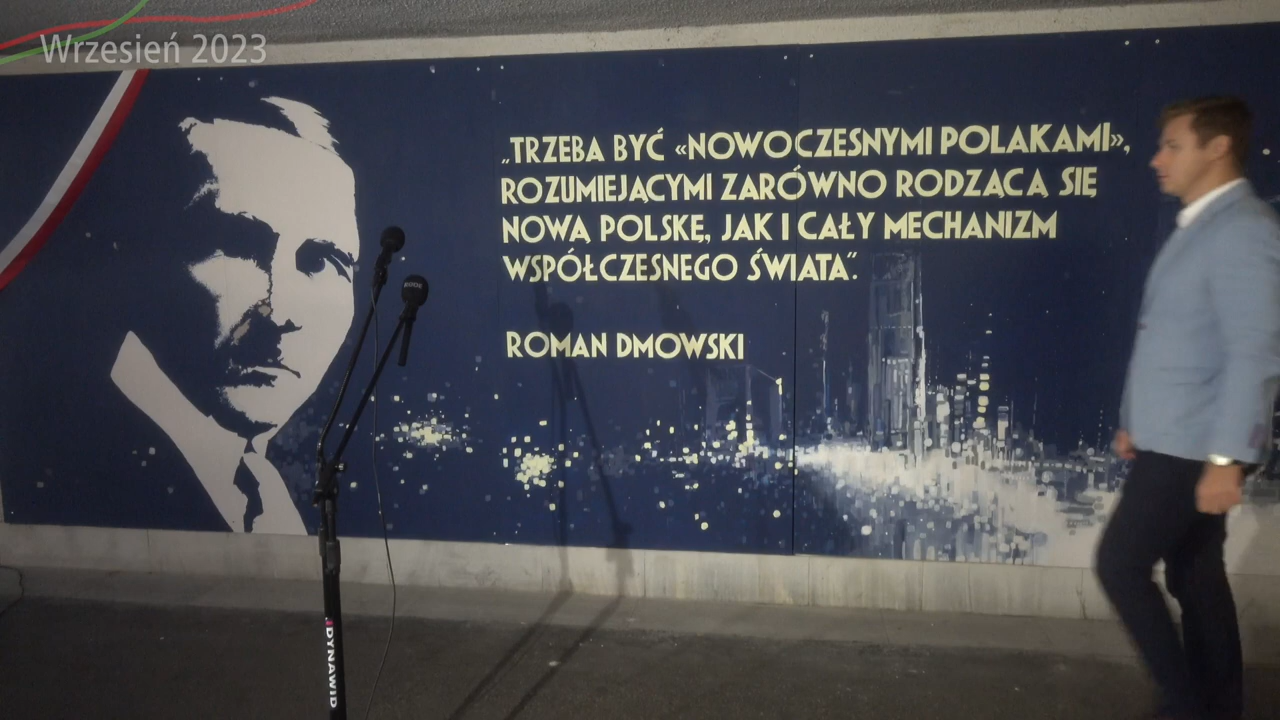 Wrzesień 2023
„TRZEBA BYĆ «NOWOCZESNYMI POLAKAMI»,
ROZUMIEJĄCYMI ZARÓWNO RODZĄCĄ SIĘ
NOWĄ POLSKĘ, JAK I CAŁY MECHANIZM
WSPÓŁCZESNEGO ŚWIATA”.
ROMAN DMOWSKI
RODE
DYNAWID